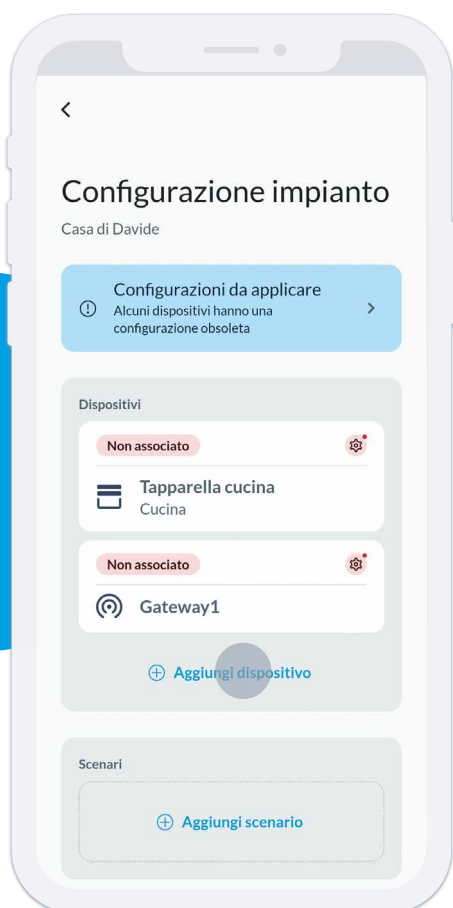 Configurazione impianto
Casa di Davide
Configurazioni da applicare
Alcuni dispositivi hanno una
configurazione obsoleta
Dispositivi
Non associato
Tapparella cucina
Cucina
Non associato
Gateway1
Aggiungi dispositivo
Scenari
Aggiungi scenario